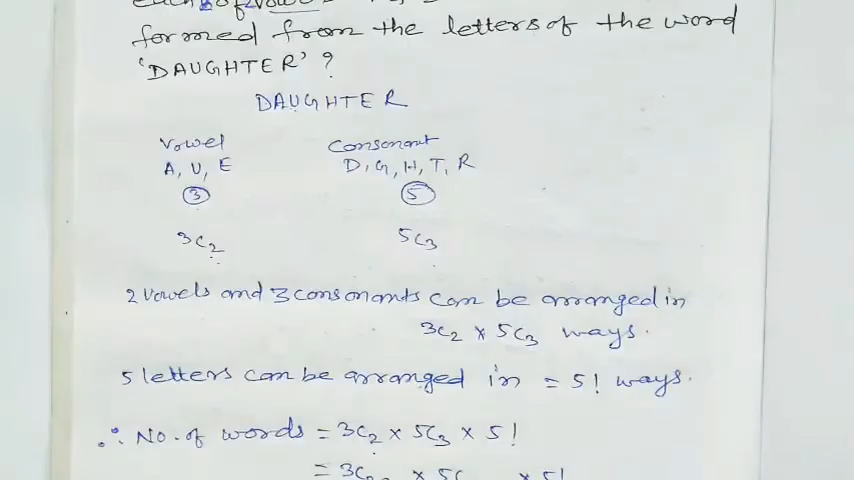 formed from the letters of the word
'DAUGHTER' ?
DAUGHTER
Vowel Consonant
A, U, E D, G, H, T, R
3 5
3C2 5C3
2 vowels and 3 consonants can be arranged in
3C2 × 5C3 ways.
5 letters can be arranged in = 5! ways.
∴ No. of words = 3C2 × 5C3 × 5!